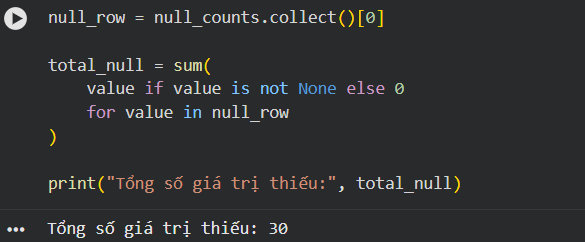 null_row = null_counts.collect()[0]
total_null = sum(
    value if value is not None else 0
    for value in null_row
)
print("Tổng số giá trị thiếu:", total_null)
Tổng số giá trị thiếu: 30